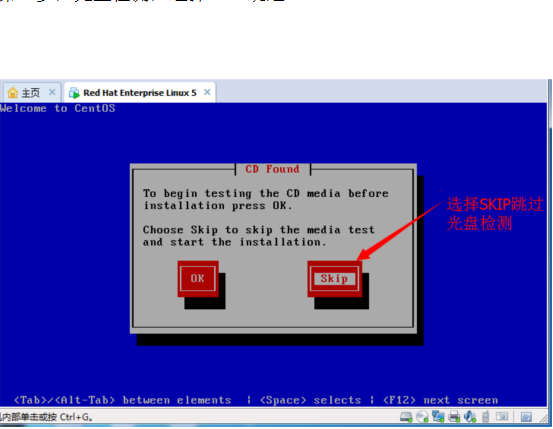 主页
Red Hat Enterprise Linux 5
Welcome to CentOS
CD Found
To begin testing the CD media before
installation press OK.
Choose Skip to skip the media test
and start the installation.
OK
Skip
选择SKIP跳过
光盘检测
<Tab>/<Alt-Tab> between elements | <Space> selects | <F12> next screen
内部单击或按 Ctrl+G。